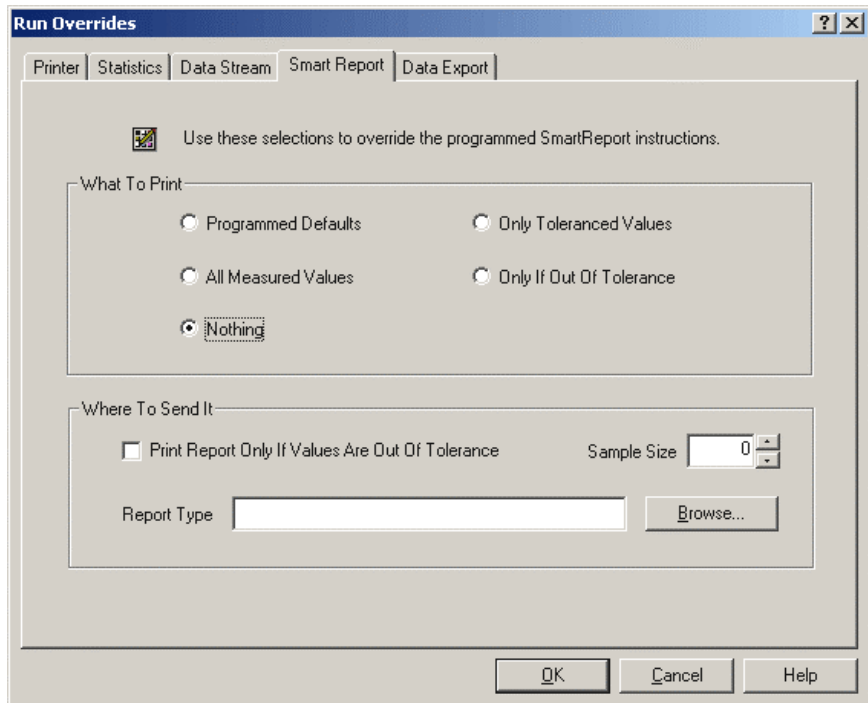 Run Overrides
Printer Statistics Data Stream Smart Report Data Export
Use these selections to override the programmed SmartReport instructions.
What To Print
Programmed Defaults Only Toleranced Values
All Measured Values Only If Out Of Tolerance
Nothing
Where To Send It
Print Report Only If Values Are Out Of Tolerance Sample Size 0
Report Type Browse...
OK Cancel Help